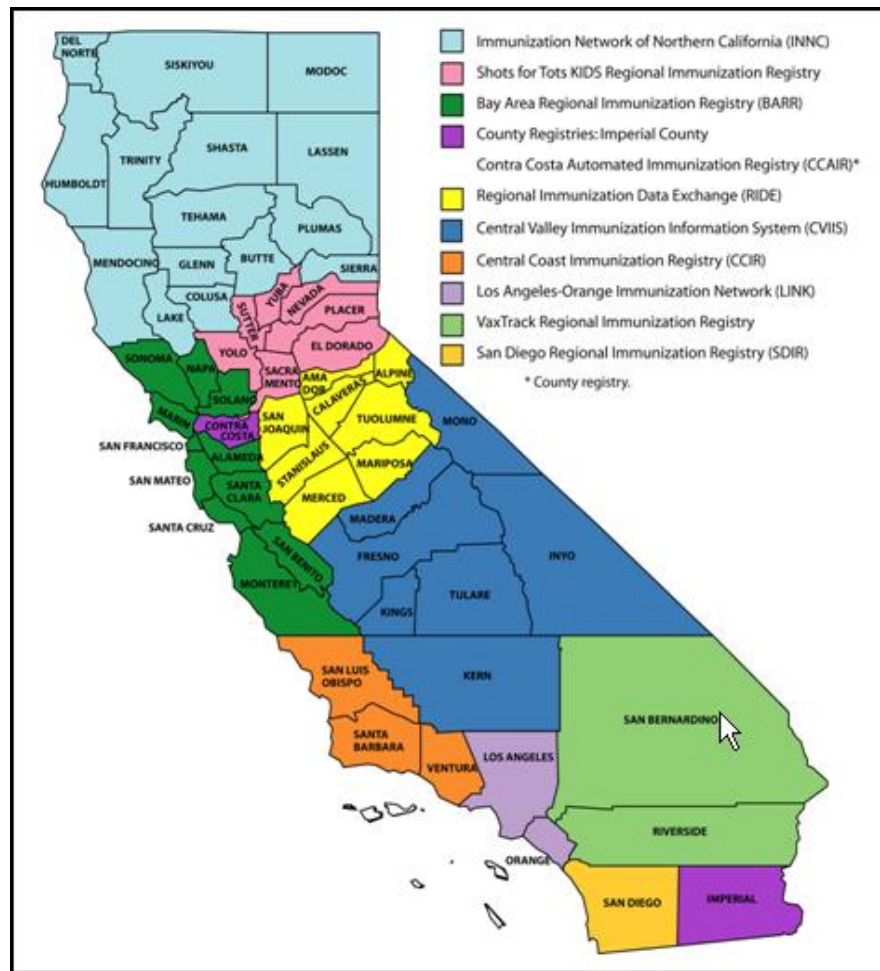 Immunization Network of Northern California (INNC)
Shots for Tots KIDS Regional Immunization Registry
Bay Area Regional Immunization Registry (BARR)
County Registries: Imperial County
Contra Costa Automated Immunization Registry (CCAIR)*
Regional Immunization Data Exchange (RIDE)
Central Valley Immunization Information System (CVIIS)
Central Coast Immunization Registry (CCIR)
Los Angeles-Orange Immunization Network (LINK)
VaxTrack Regional Immunization Registry
San Diego Regional Immunization Registry (SDIR)
* County registry.
DEL
NORTE
SISKIYOU
MODOC
HUMBOLDT
TRINITY
SHASTA
LASSEN
TEHAMA
PLUMAS
MENDOCINO
GLENN
BUTTE
SIERRA
LAKE
COLUSA
SUTTER
YUBA
NEVADA
PLACER
EL DORADO
YOLO
SACRA
MENTO
SONOMA
NAPA
SOLANO
MARIN
CONTRA
COSTA
AMA
DOR
ALPINE
CALAVERAS
SAN
JOAQUIN
TUOLUMNE
MONO
SAN FRANCISCO
ALAMEDA
STANISLAUS
MARIPOSA
SAN MATEO
SANTA
CLARA
MERCED
SANTA CRUZ
MADERA
SAN BENITO
FRESNO
INYO
MONTEREY
KINGS
TULARE
SAN LUIS
OBISPO
KERN
SAN BERNARDINO
SANTA
BARBARA
VENTURA
LOS ANGELES
RIVERSIDE
ORANGE
SAN DIEGO
IMPERIAL